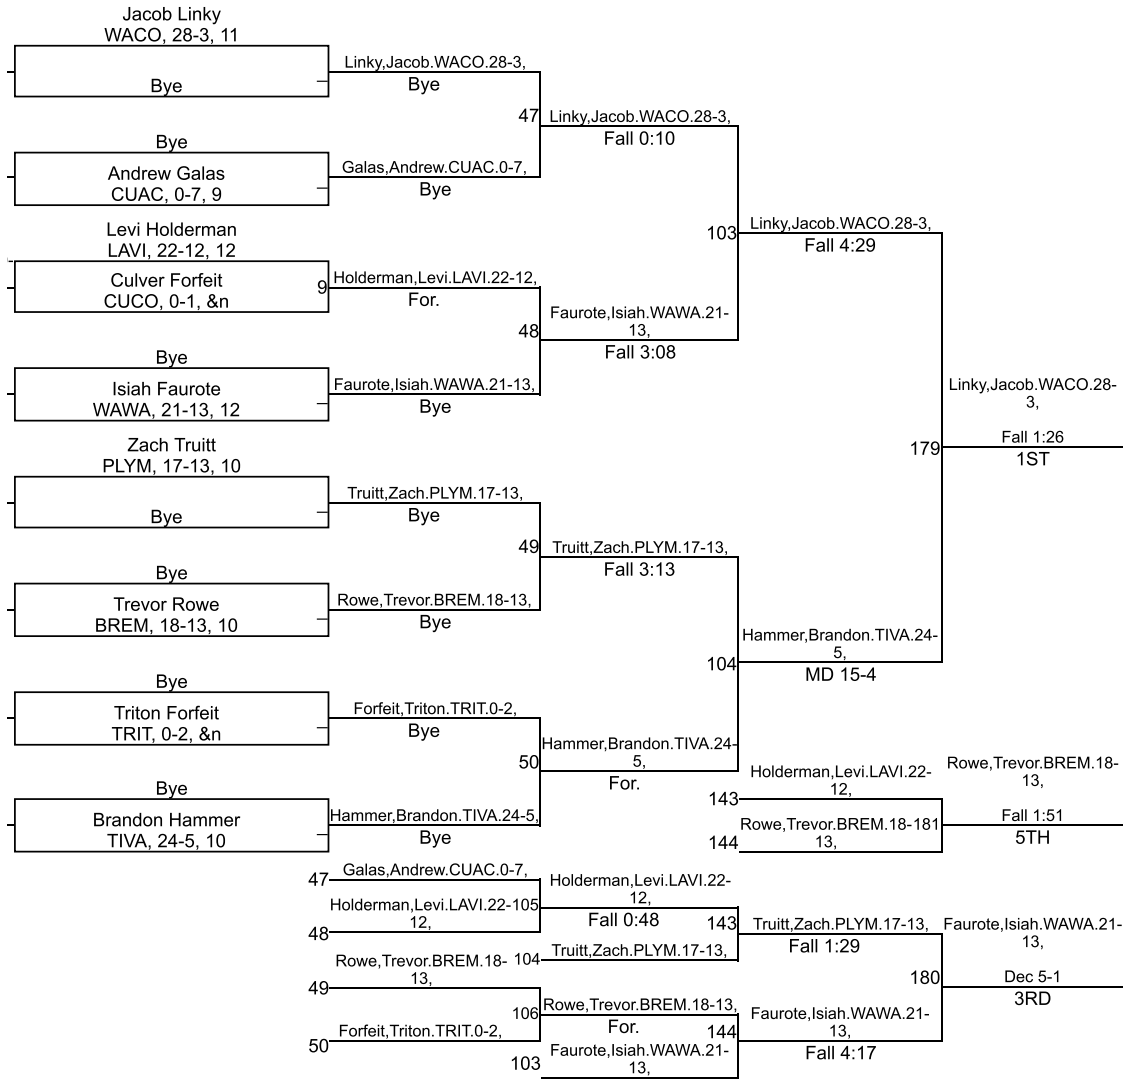 Jacob Linky
WACO, 28-3, 11
Bye
Linky,Jacob.WACO.28-3,
Bye
47
Linky,Jacob.WACO.28-3,
Fall 0:10
Bye
Andrew Galas
CUAC, 0-7, 9
Galas,Andrew.CUAC.0-7,
Bye
103
Linky,Jacob.WACO.28-3,
Fall 4:29
Levi Holderman
LAVI, 22-12, 12
Culver Forfeit
CUCO, 0-1, &n
9
Holderman,Levi.LAVI.22-12,
For.
48
Faurote,Isiah.WAWA.21-
13,
Fall 3:08
Bye
Isiah Faurote
WAWA, 21-13, 12
Faurote,Isiah.WAWA.21-13,
Bye
Linky,Jacob.WACO.28-
3,
179
Fall 1:26
1ST
Zach Truitt
PLYM, 17-13, 10
Bye
Truitt,Zach.PLYM.17-13,
Bye
49
Truitt,Zach.PLYM.17-13,
Fall 3:13
Bye
Trevor Rowe
BREM, 18-13, 10
Rowe,Trevor.BREM.18-13,
Bye
104
Hammer,Brandon.TIVA.24-
5,
MD 15-4
Bye
Triton Forfeit
TRIT, 0-2, &n
Forfeit,Triton.TRIT.0-2,
Bye
50
Hammer,Brandon.TIVA.24-
5,
For.
Bye
Brandon Hammer
TIVA, 24-5, 10
Hammer,Brandon.TIVA.24-5,
Bye
143
Holderman,Levi.LAVI.22-
12,
144
Rowe,Trevor.BREM.18-181
13,
Rowe,Trevor.BREM.18-
13,
Fall 1:51
5TH
47
Galas,Andrew.CUAC.0-7,
48
Holderman,Levi.LAVI.22-105
12,
Holderman,Levi.LAVI.22-
12,
Fall 0:48
143
104
Truitt,Zach.PLYM.17-13,
Truitt,Zach.PLYM.17-13,
Fall 1:29
49
Rowe,Trevor.BREM.18-
13,
50
Forfeit,Triton.TRIT.0-2,
106
Rowe,Trevor.BREM.18-13,
For.
144
103
Faurote,Isiah.WAWA.21-
13,
Faurote,Isiah.WAWA.21-
13,
Fall 4:17
180
Faurote,Isiah.WAWA.21-
13,
Dec 5-1
3RD